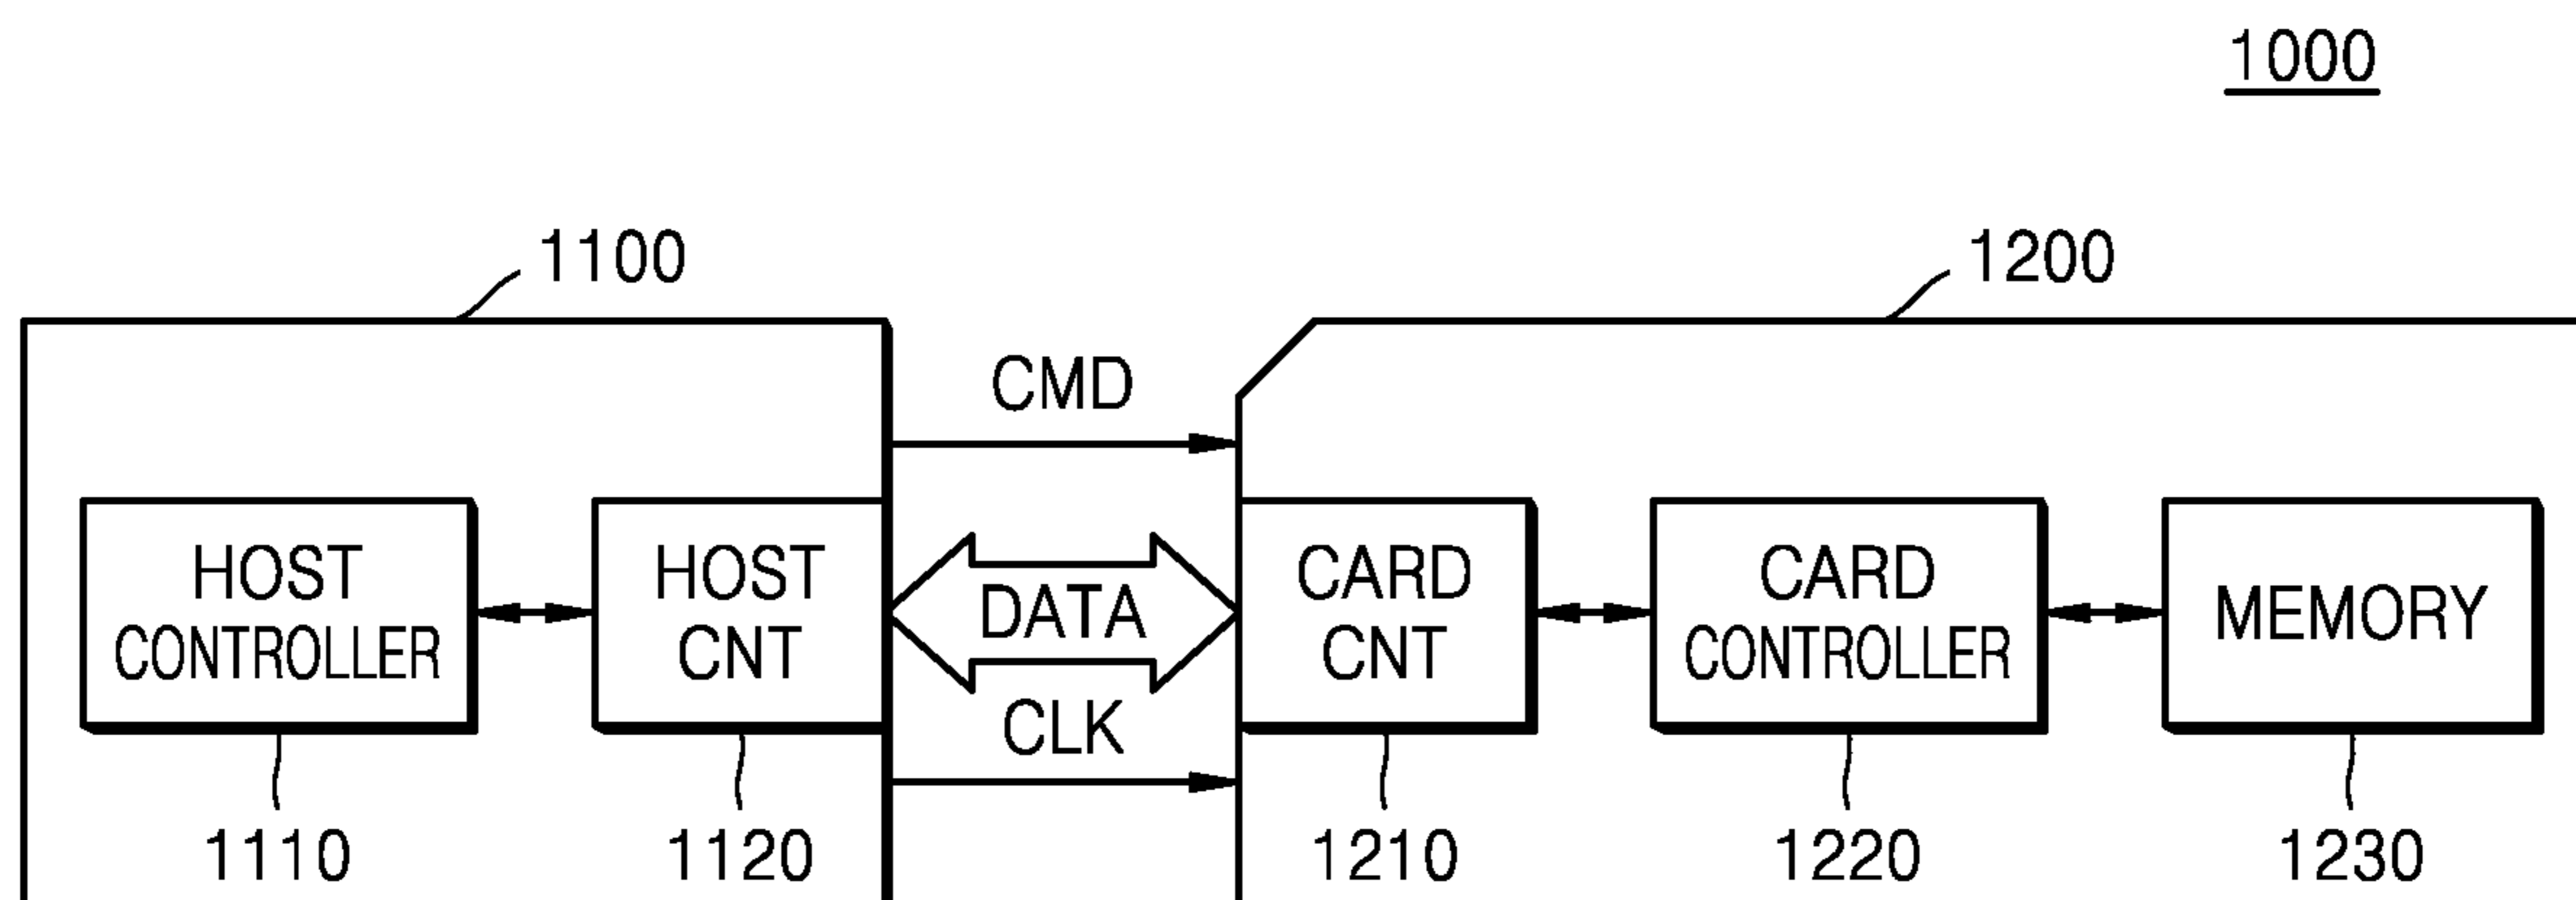 1000
1100
1200
CMD
HOST
CONTROLLER
HOST
CNT
DATA
CARD
CNT
CARD
CONTROLLER
MEMORY
CLK
1110
1120
1210
1220
1230